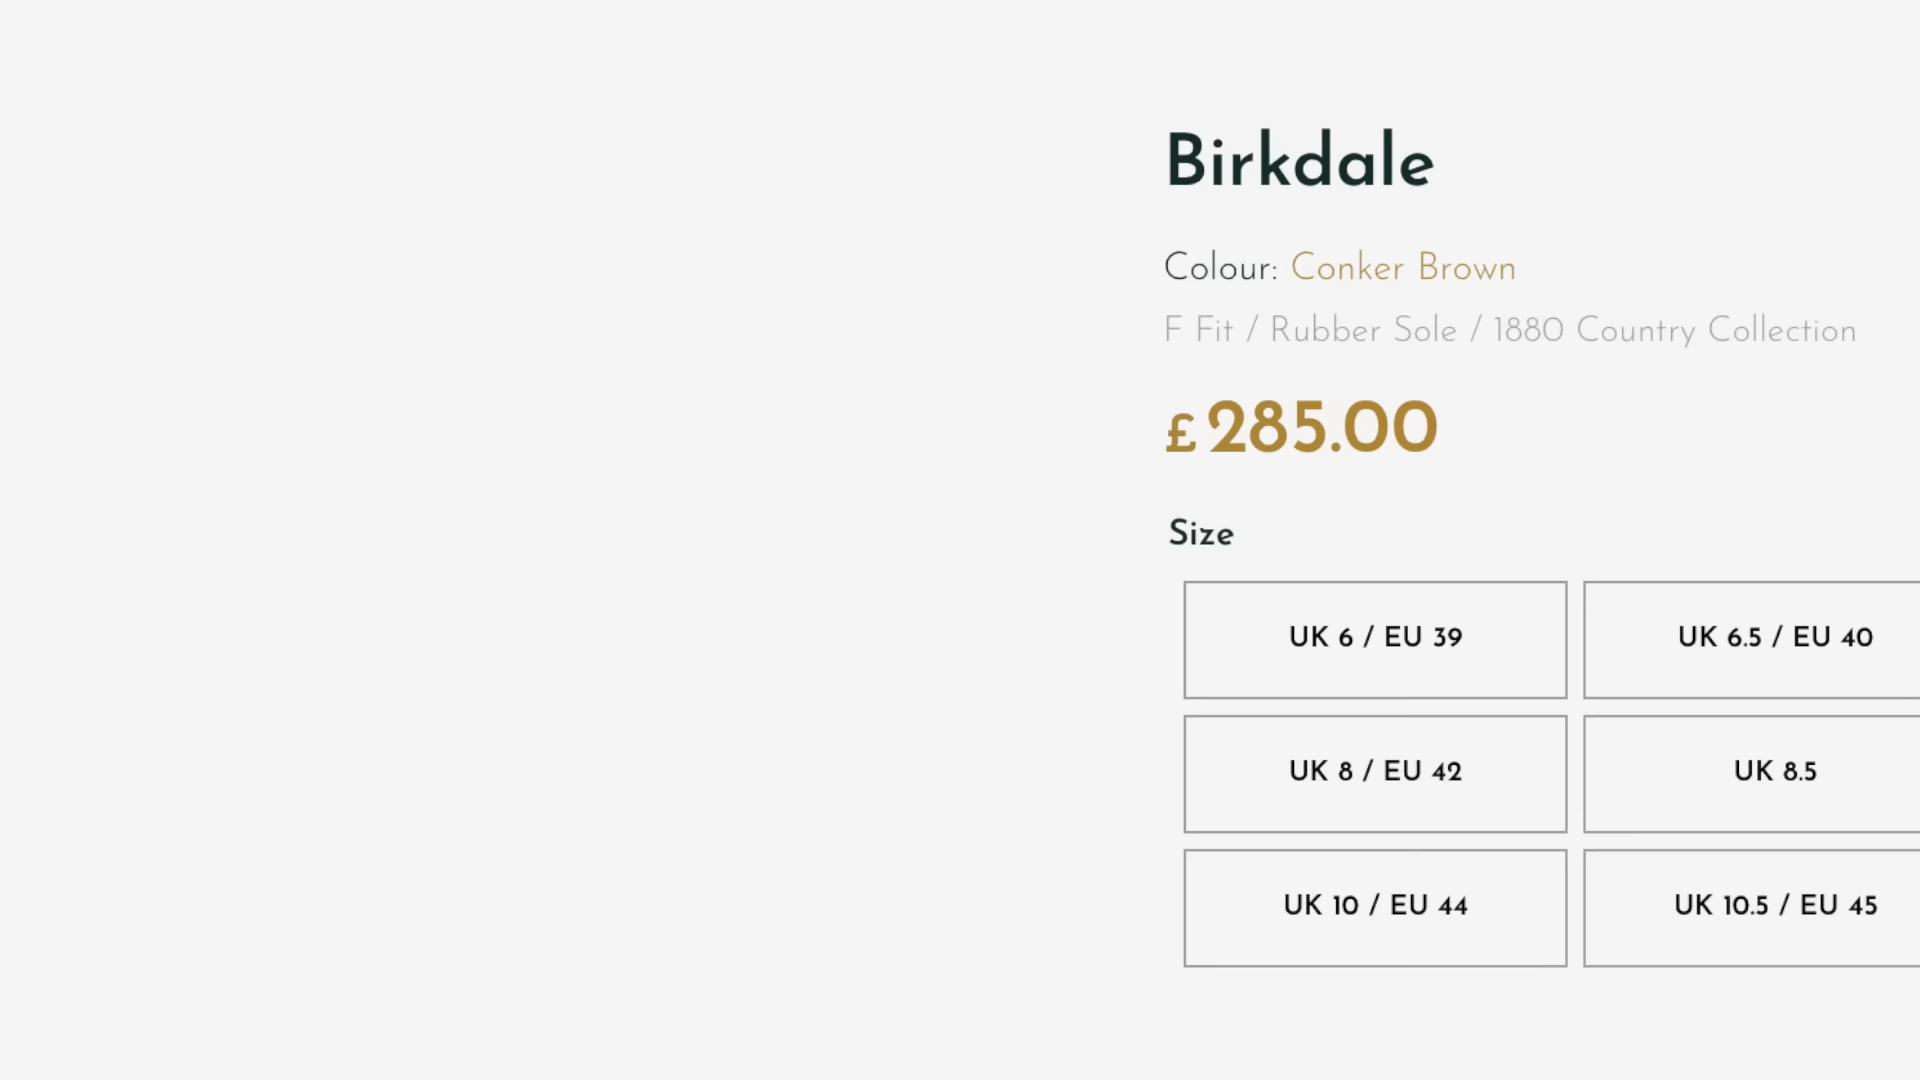 Birkdale
Colour: Conker Brown
F Fit / Rubber Sole / 1880 Country Collection
£285.00
Size
UK 6 / EU 39
UK 6.5 / EU 40
UK 8 / EU 42
UK 8.5
UK 10 / EU 44
UK 10.5 / EU 45